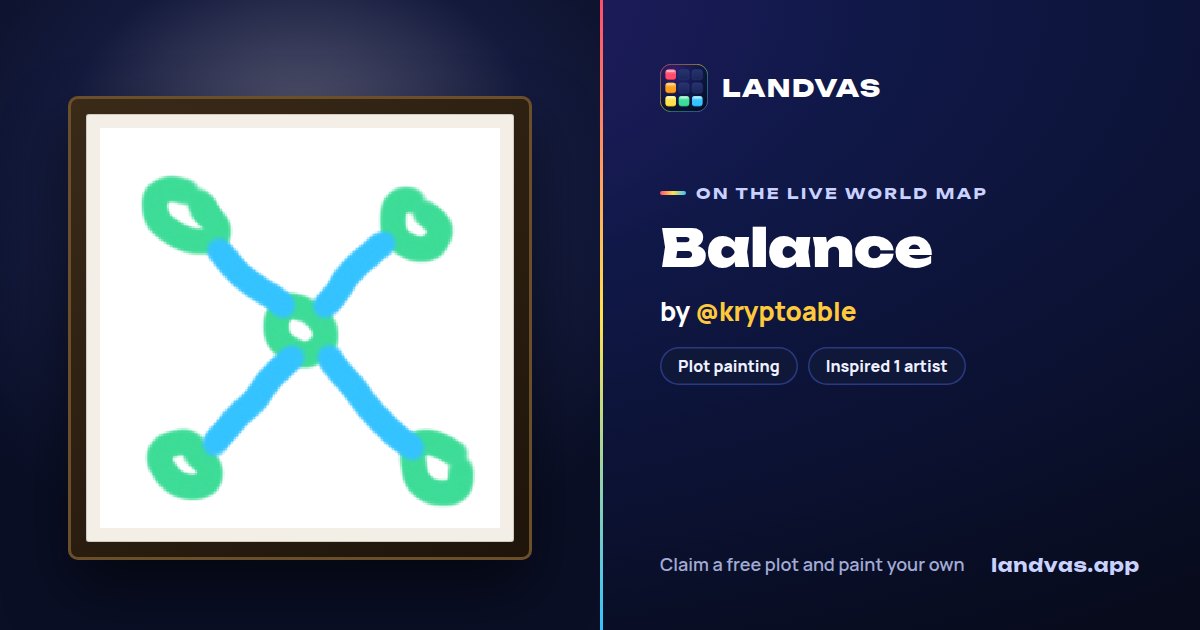 LANDVAS
ON THE LIVE WORLD MAP
Balance
by @kryptoable
Plot painting
Inspired 1 artist
Claim a free plot and paint your own
landvas.app